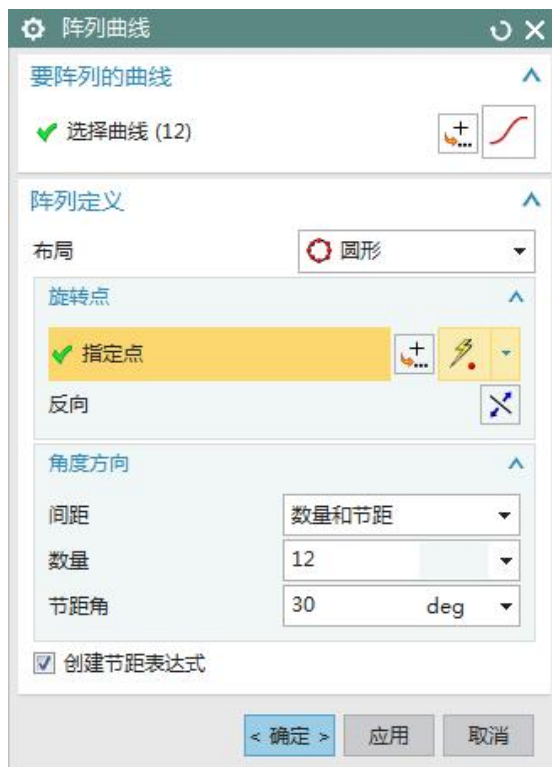 阵列曲线
要阵列的曲线
选择曲线 (12)
阵列定义
布局 圆形
旋转点
指定点
反向
角度方向
间距 数量和节距
数量 12
节距角 30 deg
创建节距表达式
< 确定 > 应用 取消